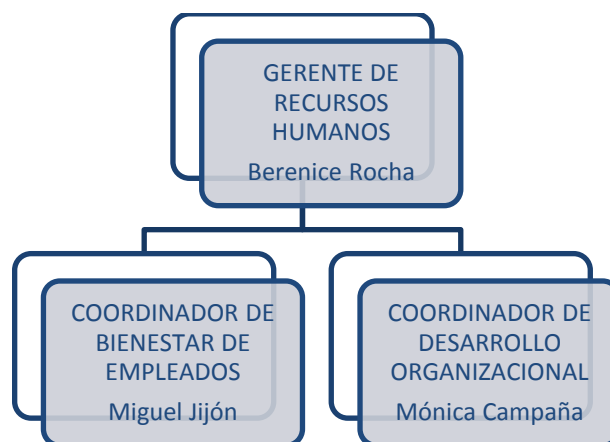 GERENTE DE
RECURSOS
HUMANOS
Berenice Rocha
COORDINADOR DE
BIENESTAR DE
EMPLEADOS
Miguel Jijón
COORDINADOR DE
DESARROLLO
ORGANIZACIONAL
Mónica Campaña